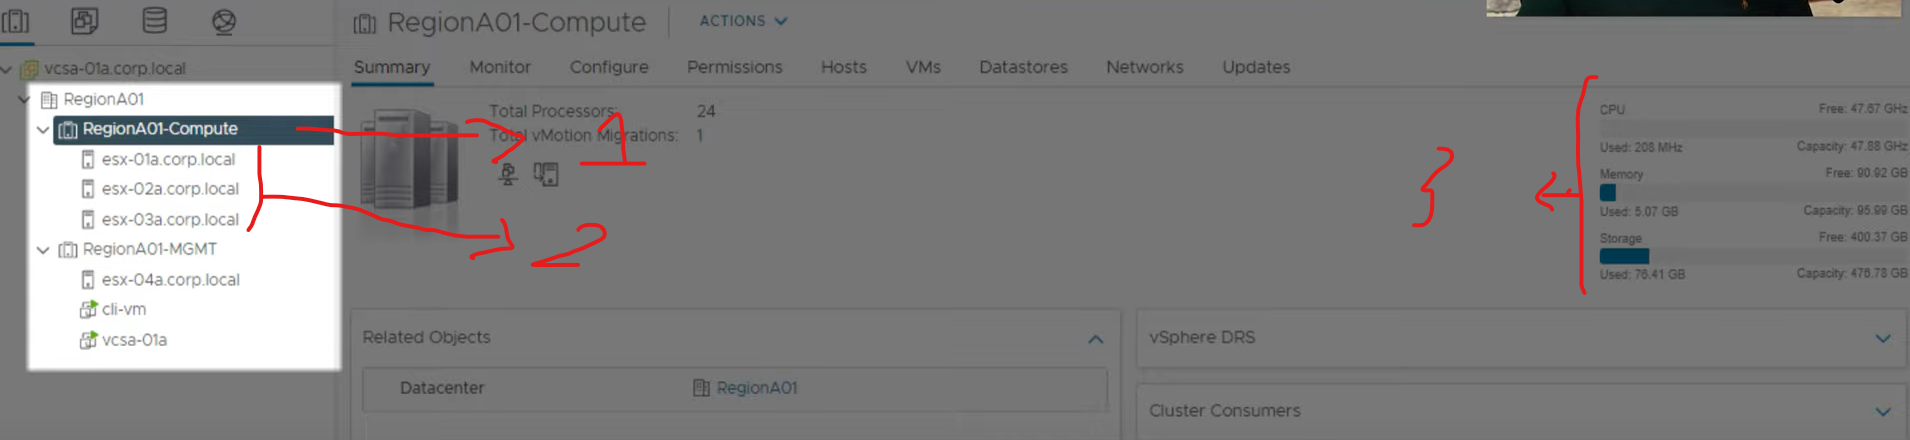 RegionA01-Compute
ACTIONS
vcsa-01a.corp.local
RegionA01
RegionA01-Compute
esx-01a.corp.local
esx-02a.corp.local
esx-03a.corp.local
RegionA01-MGMT
esx-04a.corp.local
cli-vm
vcsa-01a
Summary Monitor Configure Permissions Hosts VMs Datastores Networks Updates
Total Processors: 24
Total vMotion Migrations: 1
1
2
3
CPU Free: 47.67 GHz
Used: 208 MHz Capacity: 47.88 GHz
Memory Free: 90.92 GB
Used: 5.07 GB Capacity: 95.99 GB
Storage Free: 400.37 GB
Used: 76.41 GB Capacity: 476.78 GB
Related Objects
Datacenter RegionA01
vSphere DRS
Cluster Consumers